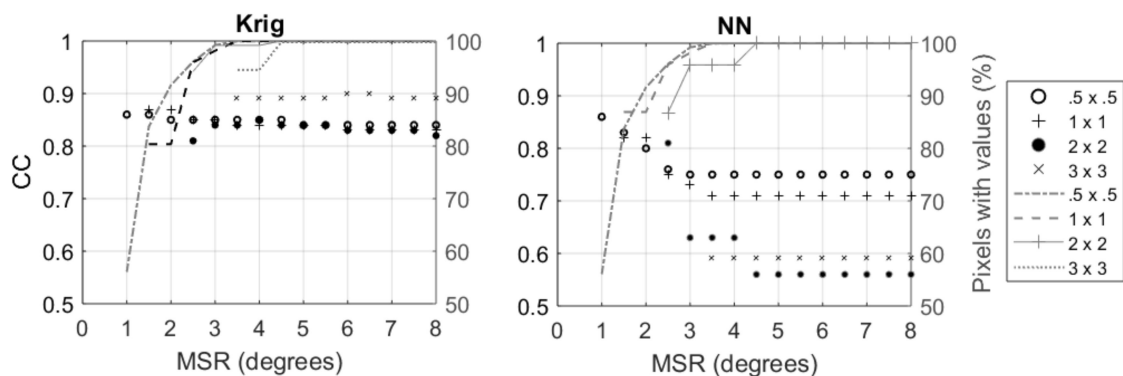 Krig
NN
1
0.9
0.8
0.7
0.6
0.5
CC
100
90
80
70
60
50
0 1 2 3 4 5 6 7 8
MSR (degrees)
1
0.9
0.8
0.7
0.6
0.5
100
90
80
70
60
50
Pixels with values (%)
0 1 2 3 4 5 6 7 8
MSR (degrees)
.5 x .5
1 x 1
2 x 2
3 x 3
.5 x .5
1 x 1
2 x 2
3 x 3